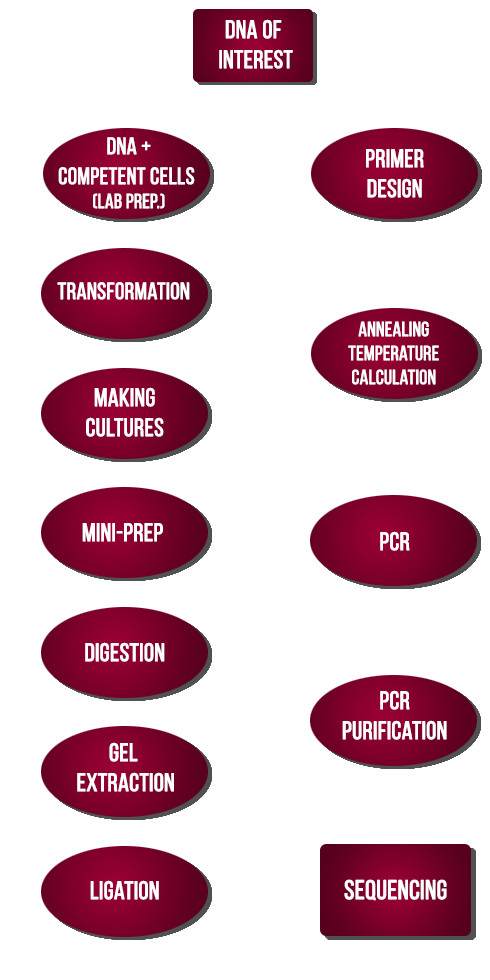 DNA OF
INTEREST
DNA +
COMPETENT CELLS
(LAB PREP.)
TRANSFORMATION
MAKING
CULTURES
MINI-PREP
DIGESTION
GEL
EXTRACTION
LIGATION
PRIMER
DESIGN
ANNEALING
TEMPERATURE
CALCULATION
PCR
PCR
PURIFICATION
SEQUENCING